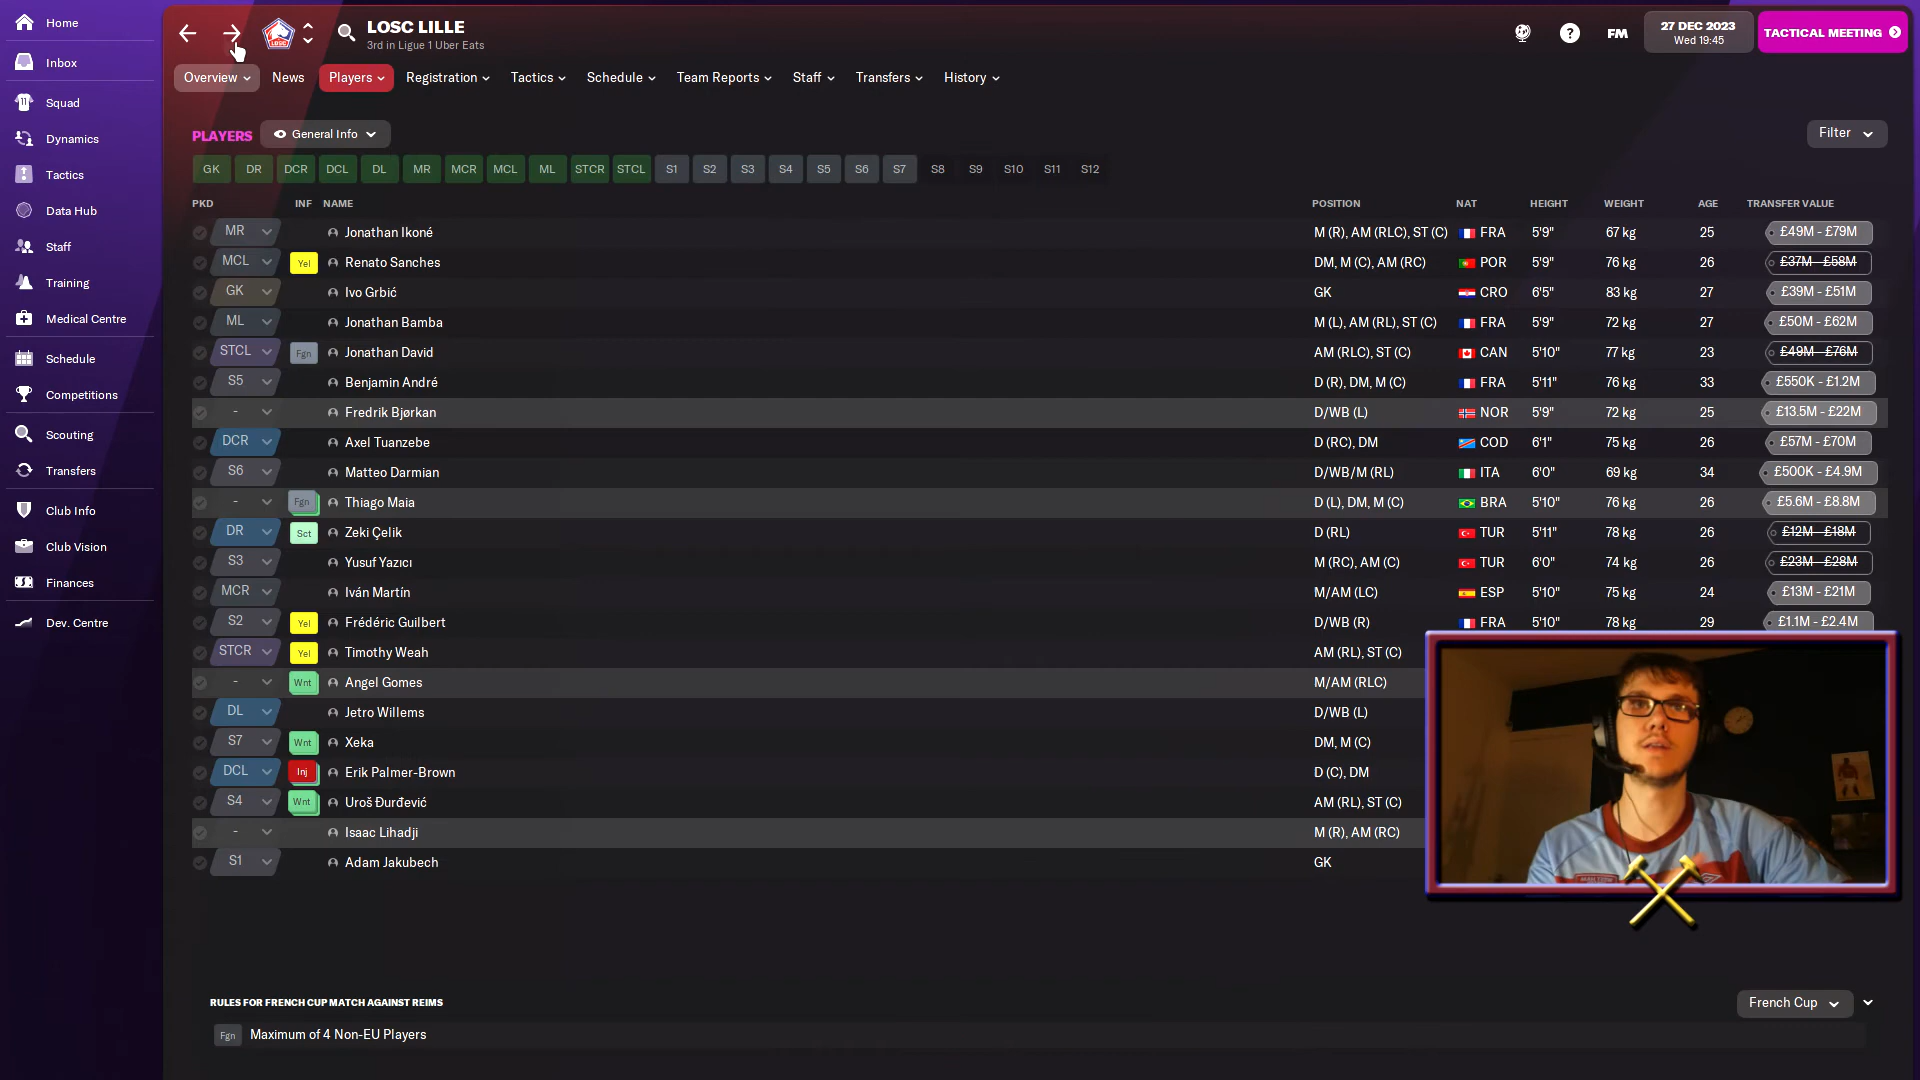 Home
Inbox
Squad
Dynamics
Tactics
Data Hub
Staff
Training
Medical Centre
Schedule
Competitions
Scouting
Transfers
Club Info
Club Vision
Finances
Dev. Centre
LOSC LILLE
3rd in Ligue 1 Uber Eats
FM
27 DEC 2023
Wed 19:45
TACTICAL MEETING
Overview News Players Registration Tactics Schedule Team Reports Staff Transfers History
PLAYERS General Info Filter
GK DR DCR DCL DL MR MCR MCL ML STCR STCL S1 S2 S3 S4 S5 S6 S7 S8 S9 S10 S11 S12
PKD INF NAME POSITION NAT HEIGHT WEIGHT AGE TRANSFER VALUE
MR Jonathan Ikoné M (R), AM (RLC), ST (C) FRA 5'9" 67 kg 25 £49M - £79M
MCL Yel Renato Sanches DM, M (C), AM (RC) POR 5'9" 76 kg 26 £37M - £58M
GK Ivo Grbić GK CRO 6'5" 83 kg 27 £39M - £51M
ML Jonathan Bamba M (L), AM (RL), ST (C) FRA 5'9" 72 kg 27 £50M - £62M
STCL Fgn Jonathan David AM (RLC), ST (C) CAN 5'10" 77 kg 23 £49M - £76M
S5 Benjamin André D (R), DM, M (C) FRA 5'11" 76 kg 33 £550K - £1.2M
- Fredrik Bjørkan D/WB (L) NOR 5'9" 72 kg 25 £13.5M - £22M
DCR Axel Tuanzebe D (RC), DM COD 6'1" 75 kg 26 £57M - £70M
S6 Matteo Darmian D/WB/M (RL) ITA 6'0" 69 kg 34 £500K - £4.9M
- Fgn Thiago Maia D (L), DM, M (C) BRA 5'10" 76 kg 26 £5.6M - £8.8M
DR Sct Zeki Çelik D (RL) TUR 5'11" 78 kg 26 £12M - £18M
S3 Yusuf Yazıcı M (RC), AM (C) TUR 6'0" 74 kg 26 £23M - £28M
MCR Iván Martín M/AM (LC) ESP 5'10" 75 kg 24 £13M - £21M
S2 Yel Frédéric Guilbert D/WB (R) FRA 5'10" 78 kg 29 £1.1M - £2.4M
STCR Yel Timothy Weah AM (RL), ST (C)
- Wnt Angel Gomes M/AM (RLC)
DL Jetro Willems D/WB (L)
S7 Wnt Xeka DM, M (C)
DCL Inj Erik Palmer-Brown D (C), DM
S4 Wnt Uroš Đurđević AM (RL), ST (C)
- Isaac Lihadji M (R), AM (RC)
S1 Adam Jakubech GK
RULES FOR FRENCH CUP MATCH AGAINST REIMS French Cup
Fgn Maximum of 4 Non-EU Players